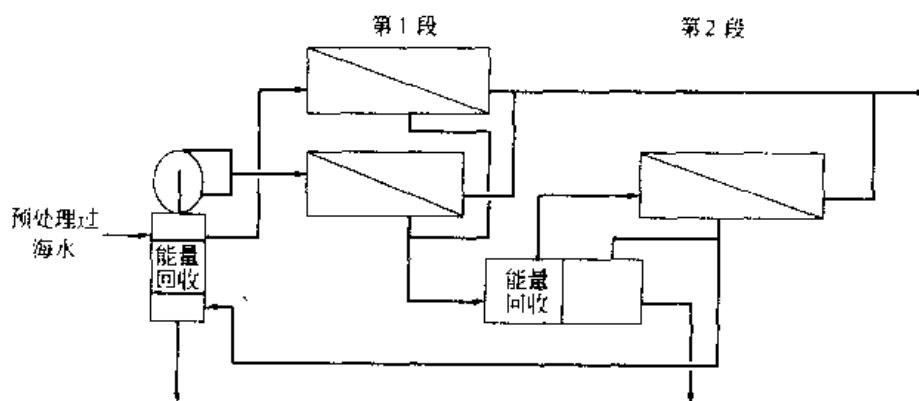 第1段
第2段
预处理过
海水
能量
回收
能量
回收